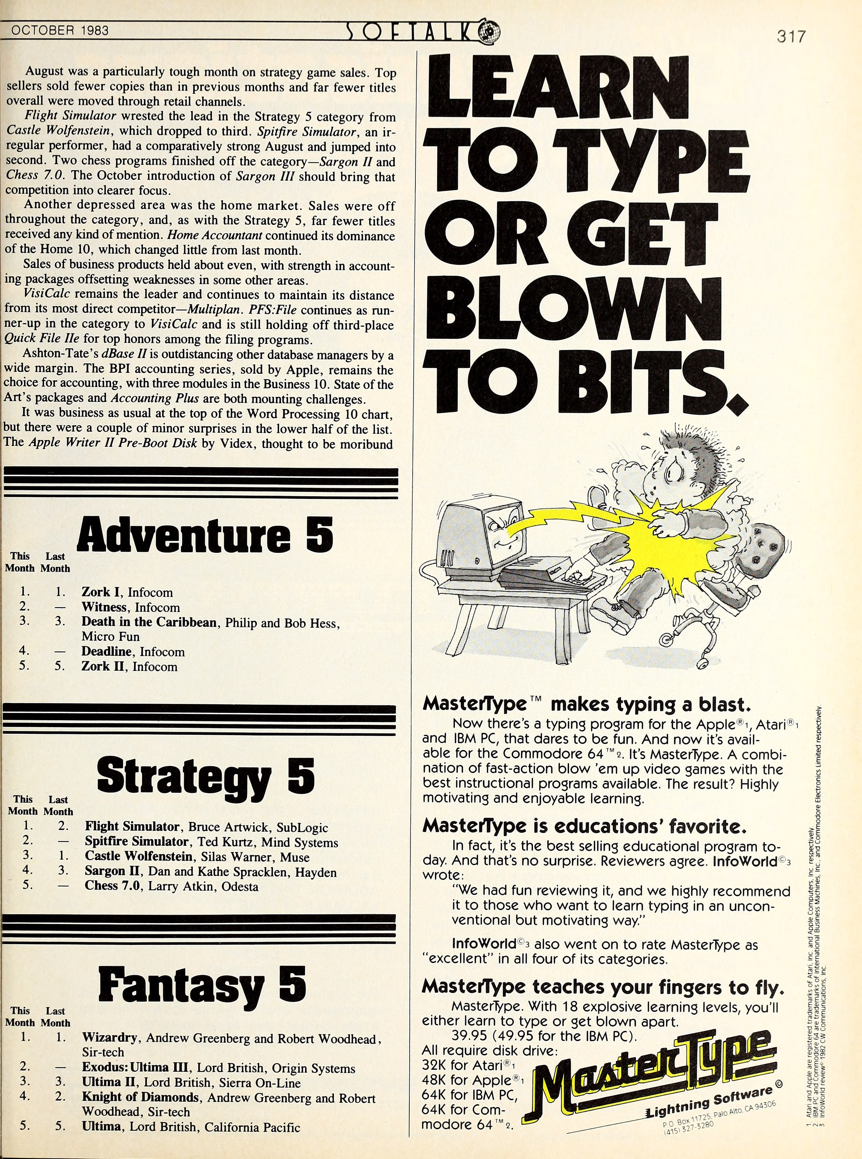 OCTOBER 1983
SOFTALK
317
August was a particularly tough month on strategy game sales. Top
sellers sold fewer copies than in previous months and far fewer titles
overall were moved through retail channels.
Flight Simulator wrested the lead in the Strategy 5 category from
Castle Wolfenstein, which dropped to third. Spitfire Simulator, an ir-
regular performer, had a comparatively strong August and jumped into
second. Two chess programs finished off the category—Sargon II and
Chess 7.0. The October introduction of Sargon III should bring that
competition into clearer focus.
Another depressed area was the home market. Sales were off
throughout the category, and, as with the Strategy 5, far fewer titles
received any kind of mention. Home Accountant continued its dominance
of the Home 10, which changed little from last month.
Sales of business products held about even, with strength in account-
ing packages offsetting weaknesses in some other areas.
VisiCalc remains the leader and continues to maintain its distance
from its most direct competitor—Multiplan. PFS:File continues as run-
ner-up in the category to VisiCalc and is still holding off third-place
Quick File IIe for top honors among the filing programs.
Ashton-Tate's dBase II is outdistancing other database managers by a
wide margin. The BPI accounting series, sold by Apple, remains the
choice for accounting, with three modules in the Business 10. State of the
Art's packages and Accounting Plus are both mounting challenges.
It was business as usual at the top of the Word Processing 10 chart,
but there were a couple of minor surprises in the lower half of the list.
The Apple Writer II Pre-Boot Disk by Videx, thought to be moribund
Adventure 5
This Last
Month Month
1. 1. Zork I, Infocom
2. — Witness, Infocom
3. 3. Death in the Caribbean, Philip and Bob Hess,
Micro Fun
4. — Deadline, Infocom
5. 5. Zork II, Infocom
Strategy 5
This Last
Month Month
1. 2. Flight Simulator, Bruce Artwick, SubLogic
2. — Spitfire Simulator, Ted Kurtz, Mind Systems
3. 1. Castle Wolfenstein, Silas Warner, Muse
4. 3. Sargon II, Dan and Kathe Spracklen, Hayden
5. — Chess 7.0, Larry Atkin, Odesta
Fantasy 5
This Last
Month Month
1. 1. Wizardry, Andrew Greenberg and Robert Woodhead,
Sir-tech
2. — Exodus: Ultima III, Lord British, Origin Systems
3. 3. Ultima II, Lord British, Sierra On-Line
4. 2. Knight of Diamonds, Andrew Greenberg and Robert
Woodhead, Sir-tech
5. 5. Ultima, Lord British, California Pacific
LEARN
TO TYPE
OR GET
BLOWN
TO BITS.
MasterType™ makes typing a blast.
Now there's a typing program for the Apple®1, Atari®1
and IBM PC, that dares to be fun. And now it's avail-
able for the Commodore 64™2. It's MasterType. A combi-
nation of fast-action blow 'em up video games with the
best instructional programs available. The result? Highly
motivating and enjoyable learning.
MasterType is educations' favorite.
In fact, it's the best selling educational program to-
day. And that's no surprise. Reviewers agree. InfoWorld©3
wrote:
"We had fun reviewing it, and we highly recommend
it to those who want to learn typing in an uncon-
ventional but motivating way."
InfoWorld©3 also went on to rate MasterType as
"excellent" in all four of its categories.
MasterType teaches your fingers to fly.
MasterType. With 18 explosive learning levels, you'll
either learn to type or get blown apart.
39.95 (49.95 for the IBM PC).
All require disk drive:
32K for Atari®1
48K for Apple®1
64K for IBM PC,
64K for Com-
modore 64™2.
MasterType
Lightning Software©
P.O. Box 11725, Palo Alto, CA 94306
(415) 327-3280
1 Atari and Apple are registered trademarks of Atari, Inc. and Apple Computers, Inc. respectively.
2 IBM PC and Commodore 64 are trademarks of International Business Machines, Inc., and Commodore Electronics Limited respectively.
3 InfoWorld review© 1982 CW Communications, Inc.